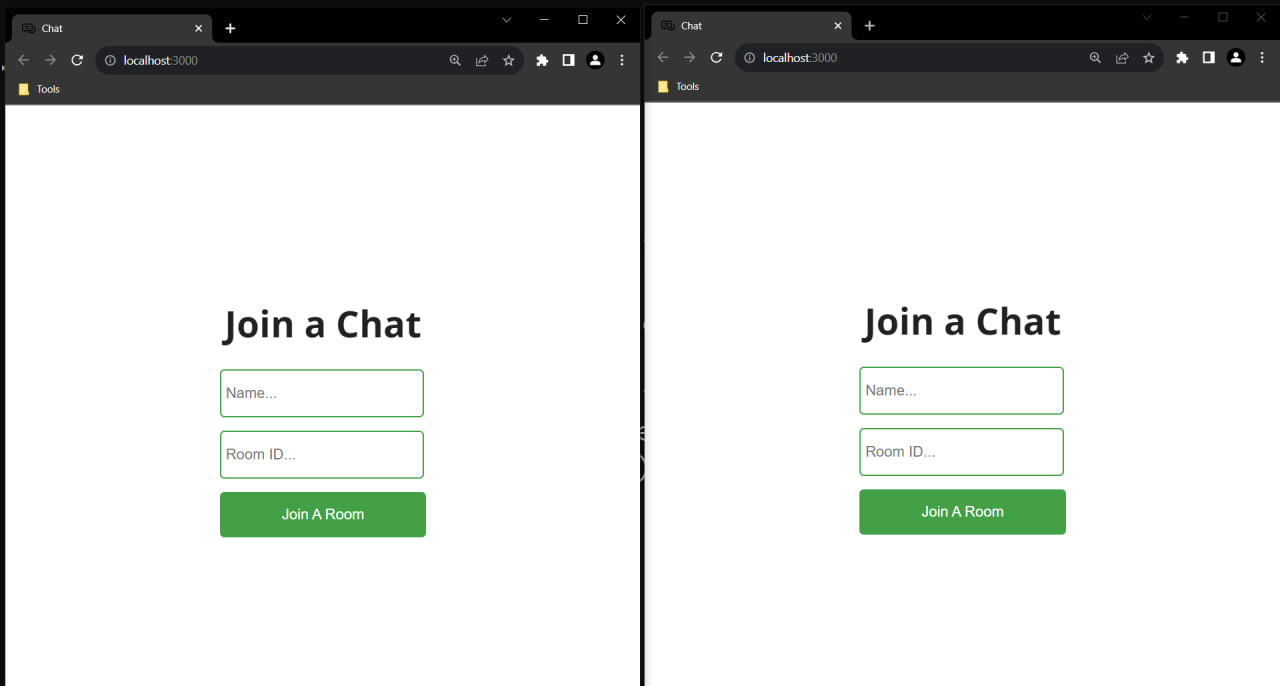 Chat
localhost:3000
Tools
Join a Chat
Name...
Room ID...
Join A Room
Chat
localhost:3000
Tools
Join a Chat
Name...
Room ID...
Join A Room